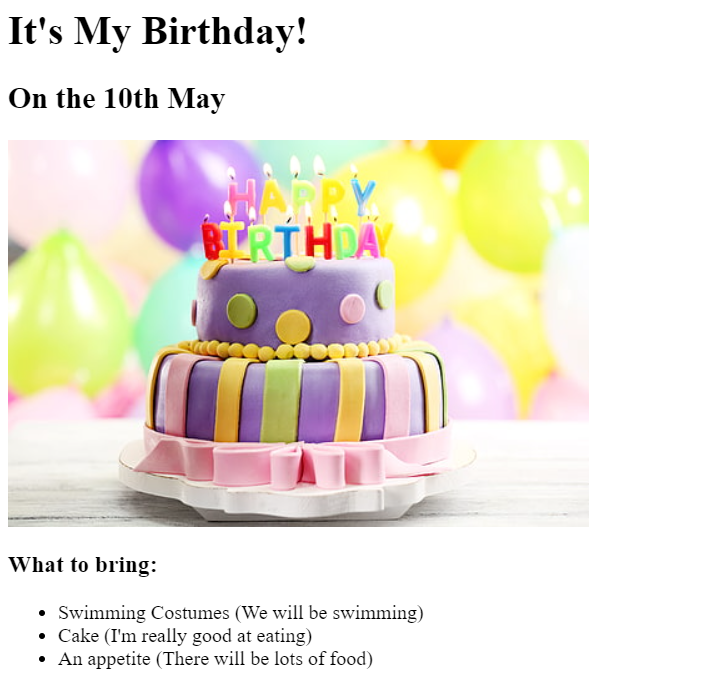 It's My Birthday!
On the 10th May
HAPPY
BIRTHDAY
What to bring:
Swimming Costumes (We will be swimming)
Cake (I'm really good at eating)
An appetite (There will be lots of food)